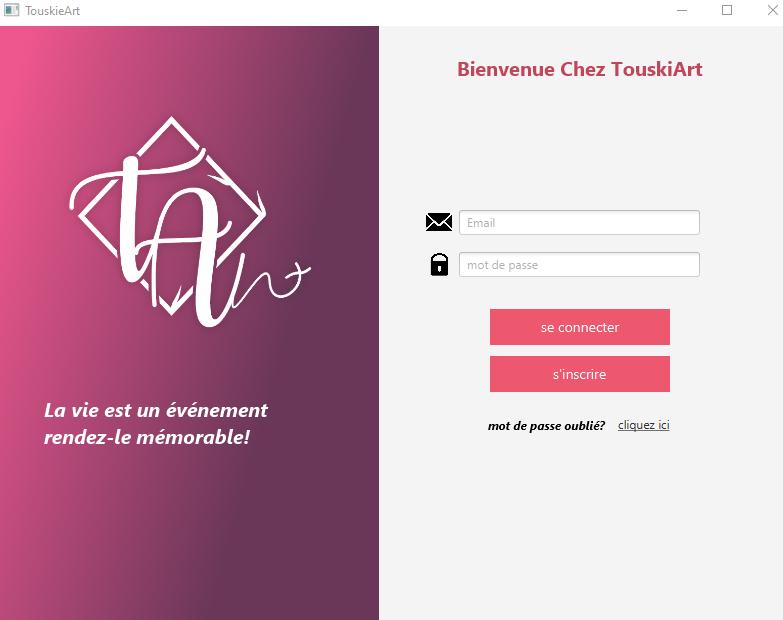 TouskieArt
Bienvenue Chez TouskiArt
TArt
La vie est un événement
rendez-le mémorable!
Email
mot de passe
se connecter
s'inscrire
mot de passe oublié? cliquez ici